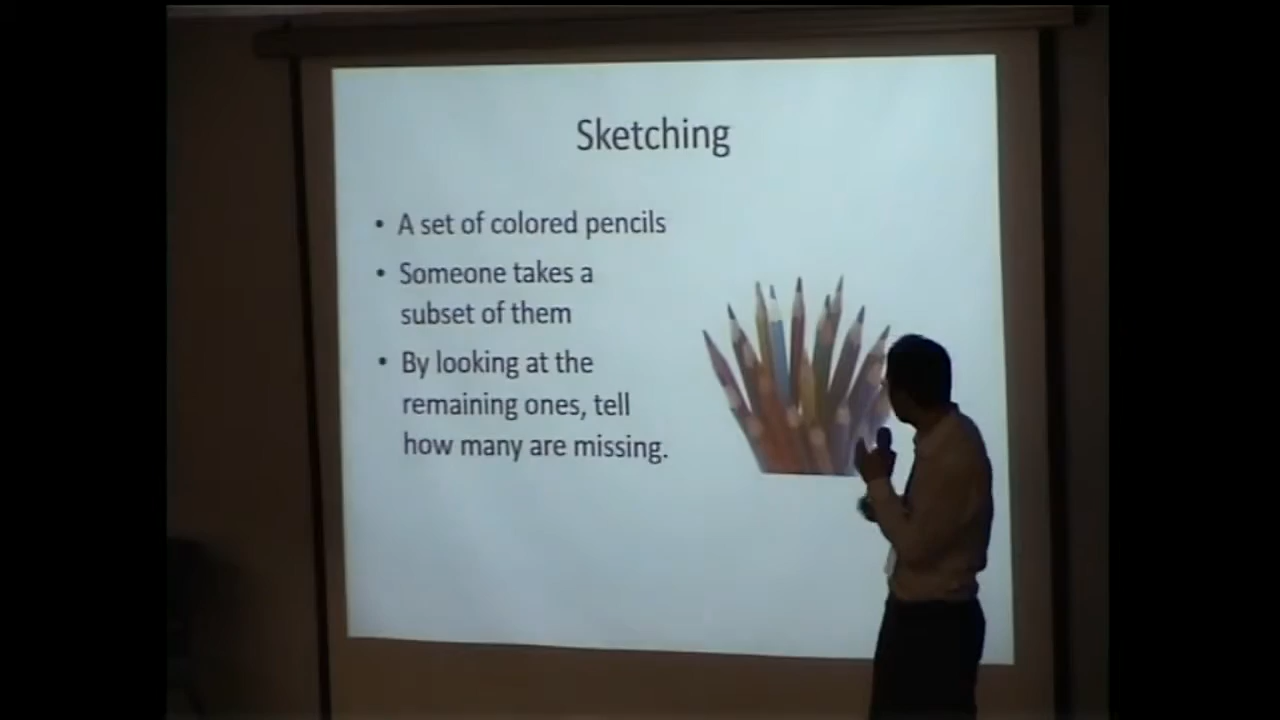 Sketching
• A set of colored pencils
• Someone takes a
subset of them
• By looking at the
remaining ones, tell
how many are missing.